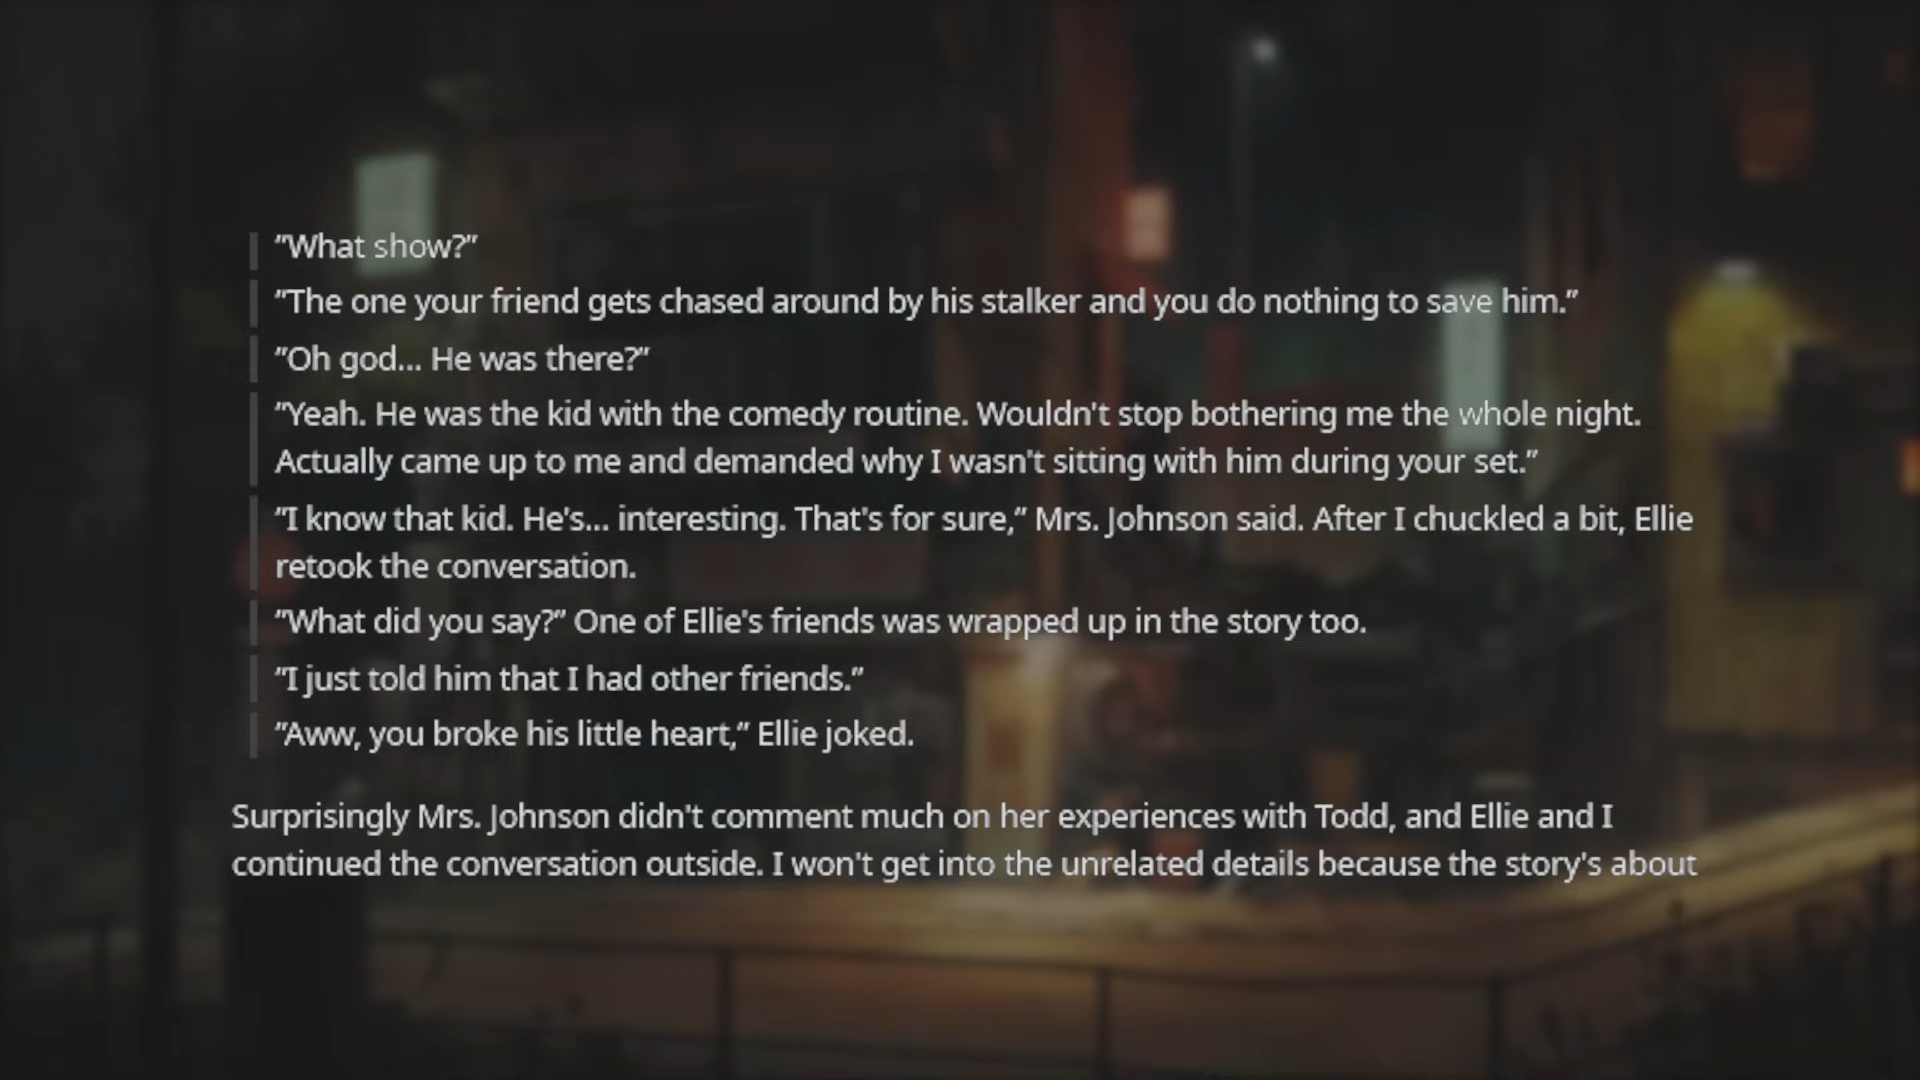 "What show?"
"The one your friend gets chased around by his stalker and you do nothing to save him."
"Oh god... He was there?"
"Yeah. He was the kid with the comedy routine. Wouldn't stop bothering me the whole night.
Actually came up to me and demanded why I wasn't sitting with him during your set."
"I know that kid. He's... interesting. That's for sure," Mrs. Johnson said. After I chuckled a bit, Ellie
retook the conversation.
"What did you say?" One of Ellie's friends was wrapped up in the story too.
"I just told him that I had other friends."
"Aww, you broke his little heart," Ellie joked.
Surprisingly Mrs. Johnson didn't comment much on her experiences with Todd, and Ellie and I
continued the conversation outside. I won't get into the unrelated details because the story's about